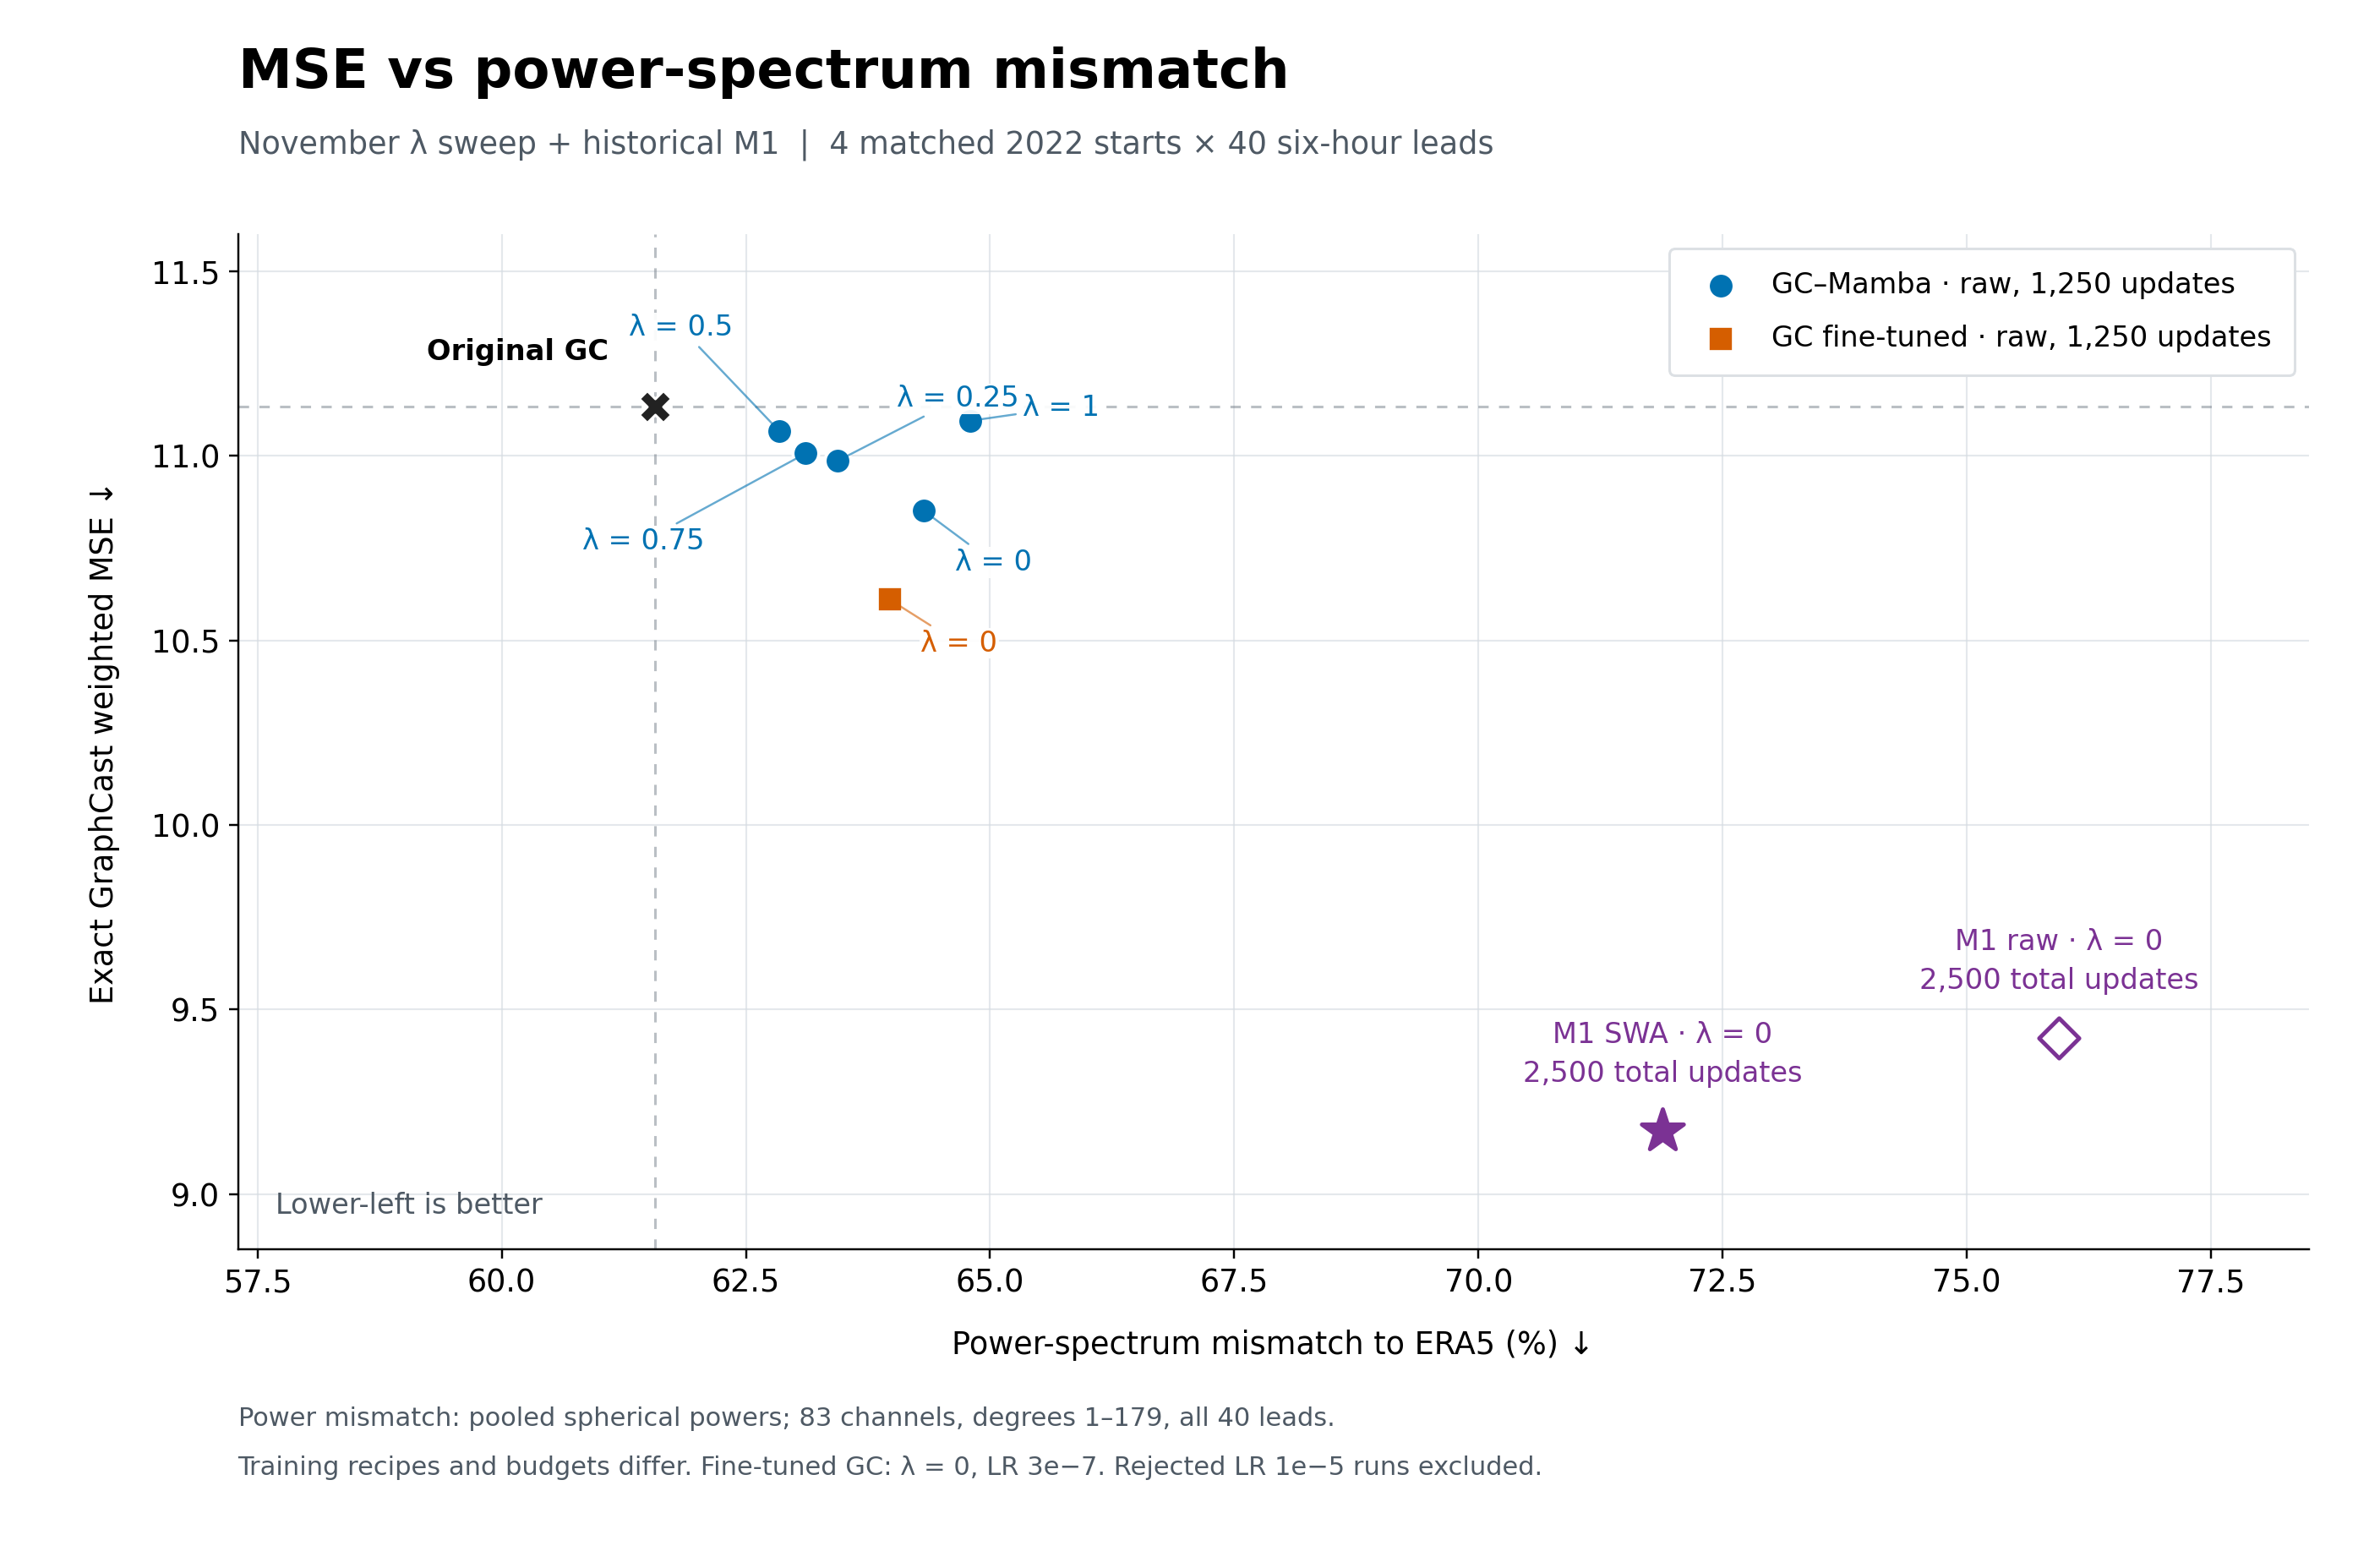 MSE vs power-spectrum mismatch
November λ sweep + historical M1 | 4 matched 2022 starts × 40 six-hour leads
GC–Mamba · raw, 1,250 updates
GC fine-tuned · raw, 1,250 updates
11.5
11.0
10.5
10.0
9.5
9.0
Exact GraphCast weighted MSE ↓
λ = 0.5
Original GC
λ = 0.25
λ = 1
λ = 0.75
λ = 0
λ = 0
M1 raw · λ = 0
2,500 total updates
M1 SWA · λ = 0
2,500 total updates
Lower-left is better
57.5 60.0 62.5 65.0 67.5 70.0 72.5 75.0 77.5
Power-spectrum mismatch to ERA5 (%) ↓
Power mismatch: pooled spherical powers; 83 channels, degrees 1–179, all 40 leads.
Training recipes and budgets differ. Fine-tuned GC: λ = 0, LR 3e−7. Rejected LR 1e−5 runs excluded.